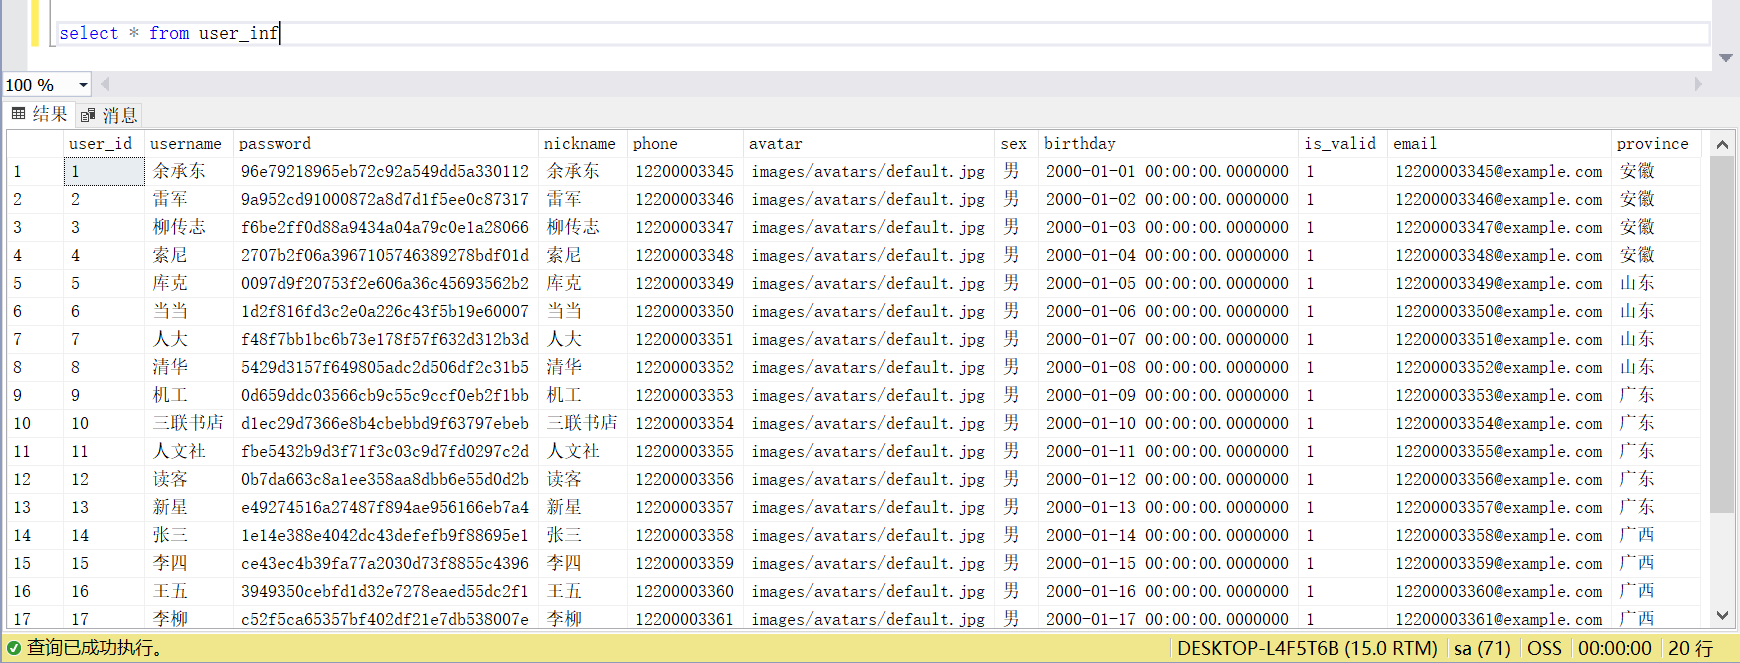 select * from user_inf
100 %
结果 消息
user_id username password nickname phone avatar sex birthday is_valid email province
1 1 余承东 96e79218965eb72c92a549dd5a330112 余承东 12200003345 images/avatars/default.jpg 男 2000-01-01 00:00:00.0000000 1 12200003345@example.com 安徽
2 2 雷军 9a952cd91000872a8d7d1f5ee0c87317 雷军 12200003346 images/avatars/default.jpg 男 2000-01-02 00:00:00.0000000 1 12200003346@example.com 安徽
3 3 柳传志 f6be2ff0d88a9434a04a79c0e1a28066 柳传志 12200003347 images/avatars/default.jpg 男 2000-01-03 00:00:00.0000000 1 12200003347@example.com 安徽
4 4 索尼 2707b2f06a3967105746389278bdf01d 索尼 12200003348 images/avatars/default.jpg 男 2000-01-04 00:00:00.0000000 1 12200003348@example.com 安徽
5 5 库克 0097d9f20753f2e606a36c45693562b2 库克 12200003349 images/avatars/default.jpg 男 2000-01-05 00:00:00.0000000 1 12200003349@example.com 山东
6 6 当当 1d2f816fd3c2e0a226c43f5b19e60007 当当 12200003350 images/avatars/default.jpg 男 2000-01-06 00:00:00.0000000 1 12200003350@example.com 山东
7 7 人大 f48f7bb1bc6b73e178f57f632d312b3d 人大 12200003351 images/avatars/default.jpg 男 2000-01-07 00:00:00.0000000 1 12200003351@example.com 山东
8 8 清华 5429d3157f649805adc2d506df2c31b5 清华 12200003352 images/avatars/default.jpg 男 2000-01-08 00:00:00.0000000 1 12200003352@example.com 山东
9 9 机工 0d659ddc03566cb9c55c9ccf0eb2f1bb 机工 12200003353 images/avatars/default.jpg 男 2000-01-09 00:00:00.0000000 1 12200003353@example.com 广东
10 10 三联书店 d1ec29d7366e8b4cbebbd9f63797ebeb 三联书店 12200003354 images/avatars/default.jpg 男 2000-01-10 00:00:00.0000000 1 12200003354@example.com 广东
11 11 人文社 fbe5432b9d3f71f3c03c9d7fd0297c2d 人文社 12200003355 images/avatars/default.jpg 男 2000-01-11 00:00:00.0000000 1 12200003355@example.com 广东
12 12 读客 0b7da663c8a1ee358aa8dbb6e55d0d2b 读客 12200003356 images/avatars/default.jpg 男 2000-01-12 00:00:00.0000000 1 12200003356@example.com 广东
13 13 新星 e49274516a27487f894ae956166eb7a4 新星 12200003357 images/avatars/default.jpg 男 2000-01-13 00:00:00.0000000 1 12200003357@example.com 广东
14 14 张三 1e14e388e4042dc43defefb9f88695e1 张三 12200003358 images/avatars/default.jpg 男 2000-01-14 00:00:00.0000000 1 12200003358@example.com 广西
15 15 李四 ce43ec4b39fa77a2030d73f8855c4396 李四 12200003359 images/avatars/default.jpg 男 2000-01-15 00:00:00.0000000 1 12200003359@example.com 广西
16 16 王五 3949350cebfd1d32e7278eaed55dc2f1 王五 12200003360 images/avatars/default.jpg 男 2000-01-16 00:00:00.0000000 1 12200003360@example.com 广西
17 17 李柳 c52f5ca65357bf402df21e7db538007e 李柳 12200003361 images/avatars/default.jpg 男 2000-01-17 00:00:00.0000000 1 12200003361@example.com 广西
查询已成功执行。 DESKTOP-L4F5T6B (15.0 RTM) sa (71) OSS 00:00:00 20 行